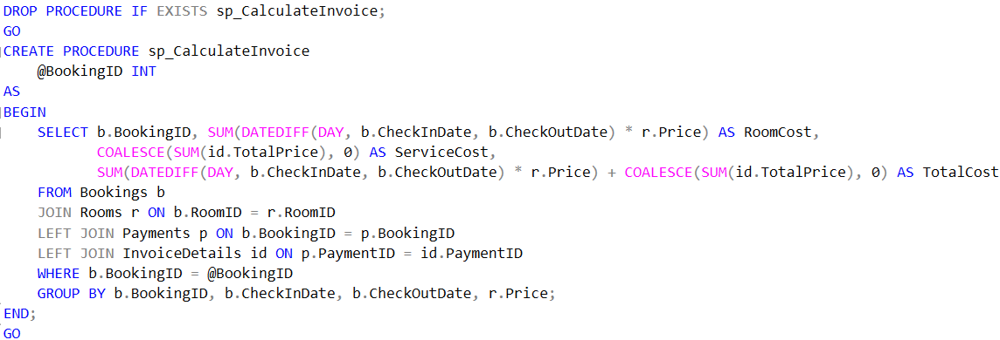 DROP PROCEDURE IF EXISTS sp_CalculateInvoice;
GO
CREATE PROCEDURE sp_CalculateInvoice
    @BookingID INT
AS
BEGIN
    SELECT b.BookingID, SUM(DATEDIFF(DAY, b.CheckInDate, b.CheckOutDate) * r.Price) AS RoomCost,
           COALESCE(SUM(id.TotalPrice), 0) AS ServiceCost,
           SUM(DATEDIFF(DAY, b.CheckInDate, b.CheckOutDate) * r.Price) + COALESCE(SUM(id.TotalPrice), 0) AS TotalCost
    FROM Bookings b
    JOIN Rooms r ON b.RoomID = r.RoomID
    LEFT JOIN Payments p ON b.BookingID = p.BookingID
    LEFT JOIN InvoiceDetails id ON p.PaymentID = id.PaymentID
    WHERE b.BookingID = @BookingID
    GROUP BY b.BookingID, b.CheckInDate, b.CheckOutDate, r.Price;
END;
GO